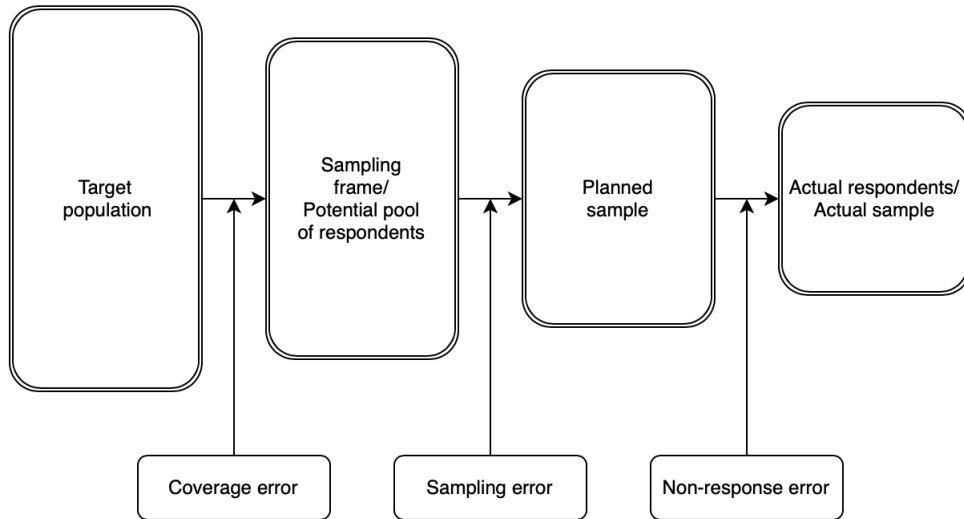 Target
population
Sampling
frame/
Potential pool
of respondents
Planned
sample
Actual respondents/
Actual sample
Coverage error
Sampling error
Non-response error